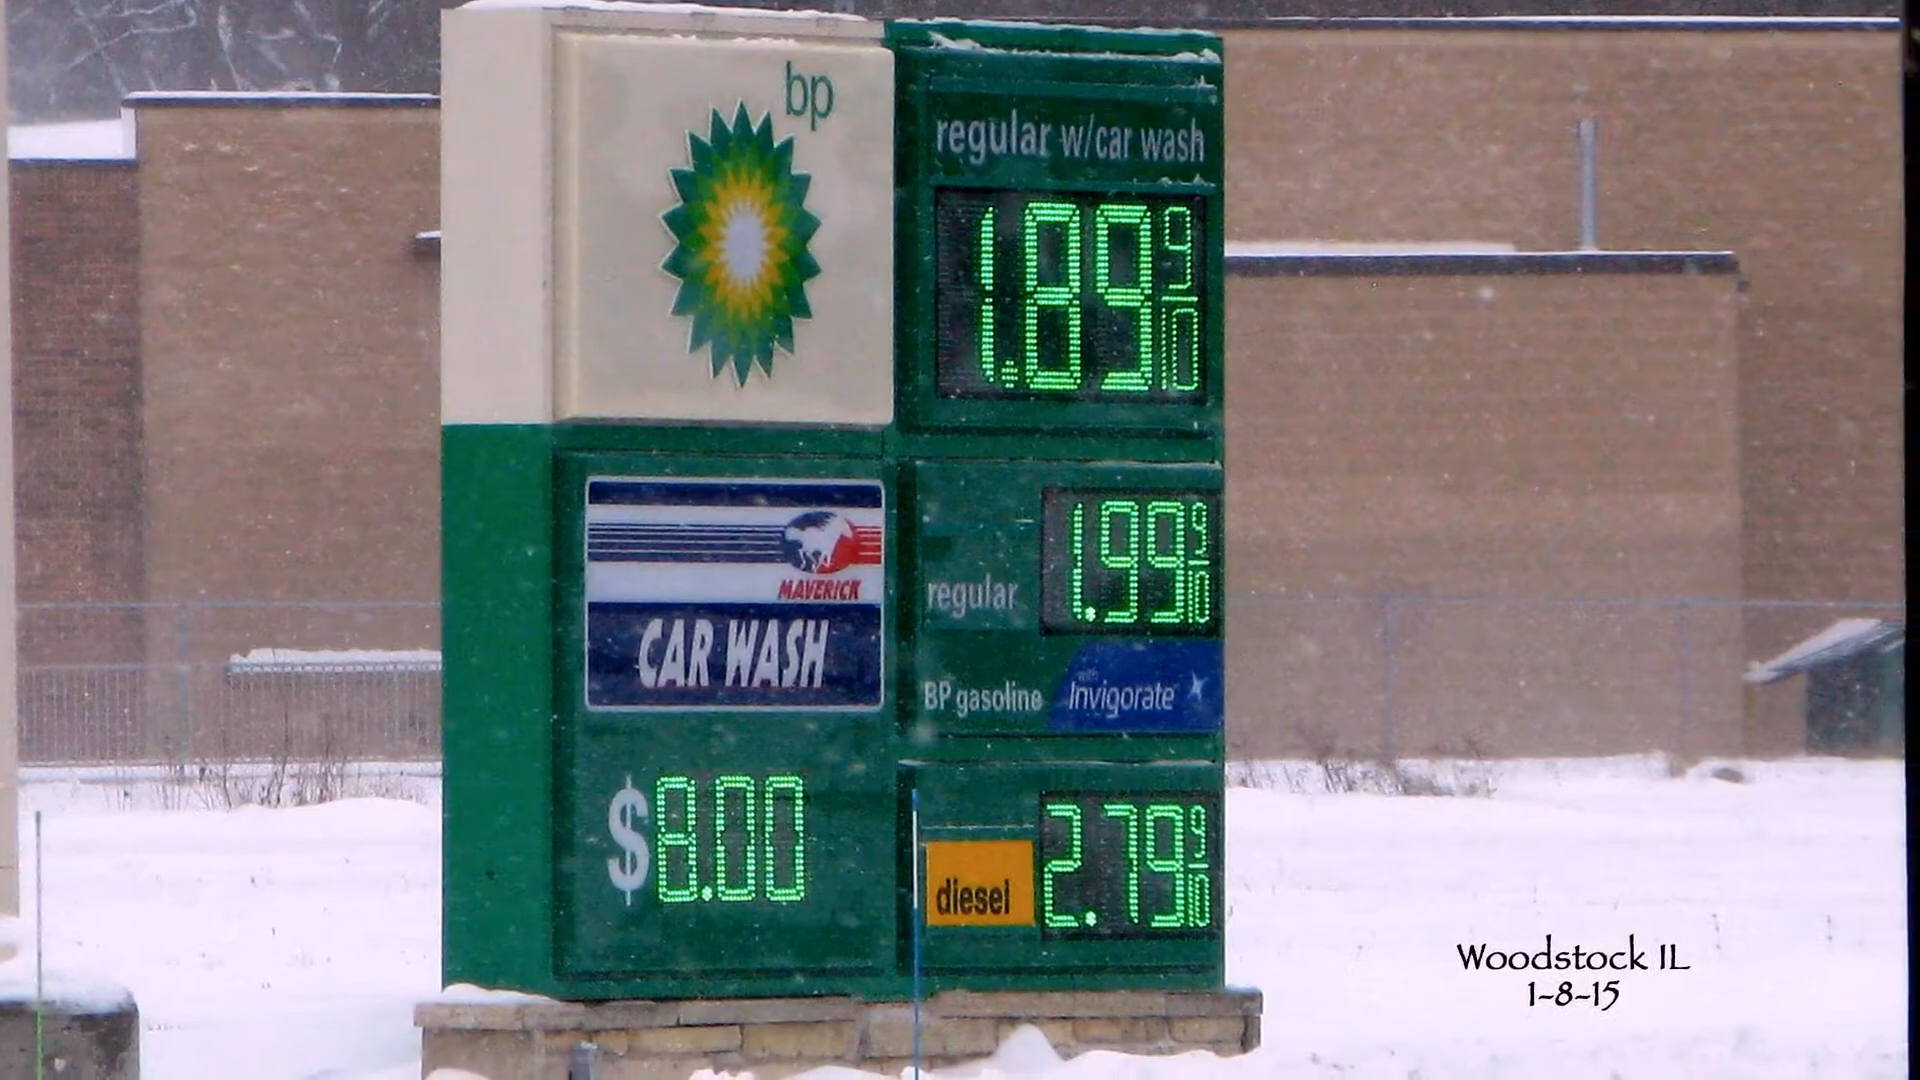 bp
regular w/car wash
1.89 9/10
MAVERICK
CAR WASH
regular
1.99 9/10
BP gasoline
with
Invigorate
$8.00
diesel
2.79 9/10
Woodstock IL
1-8-15